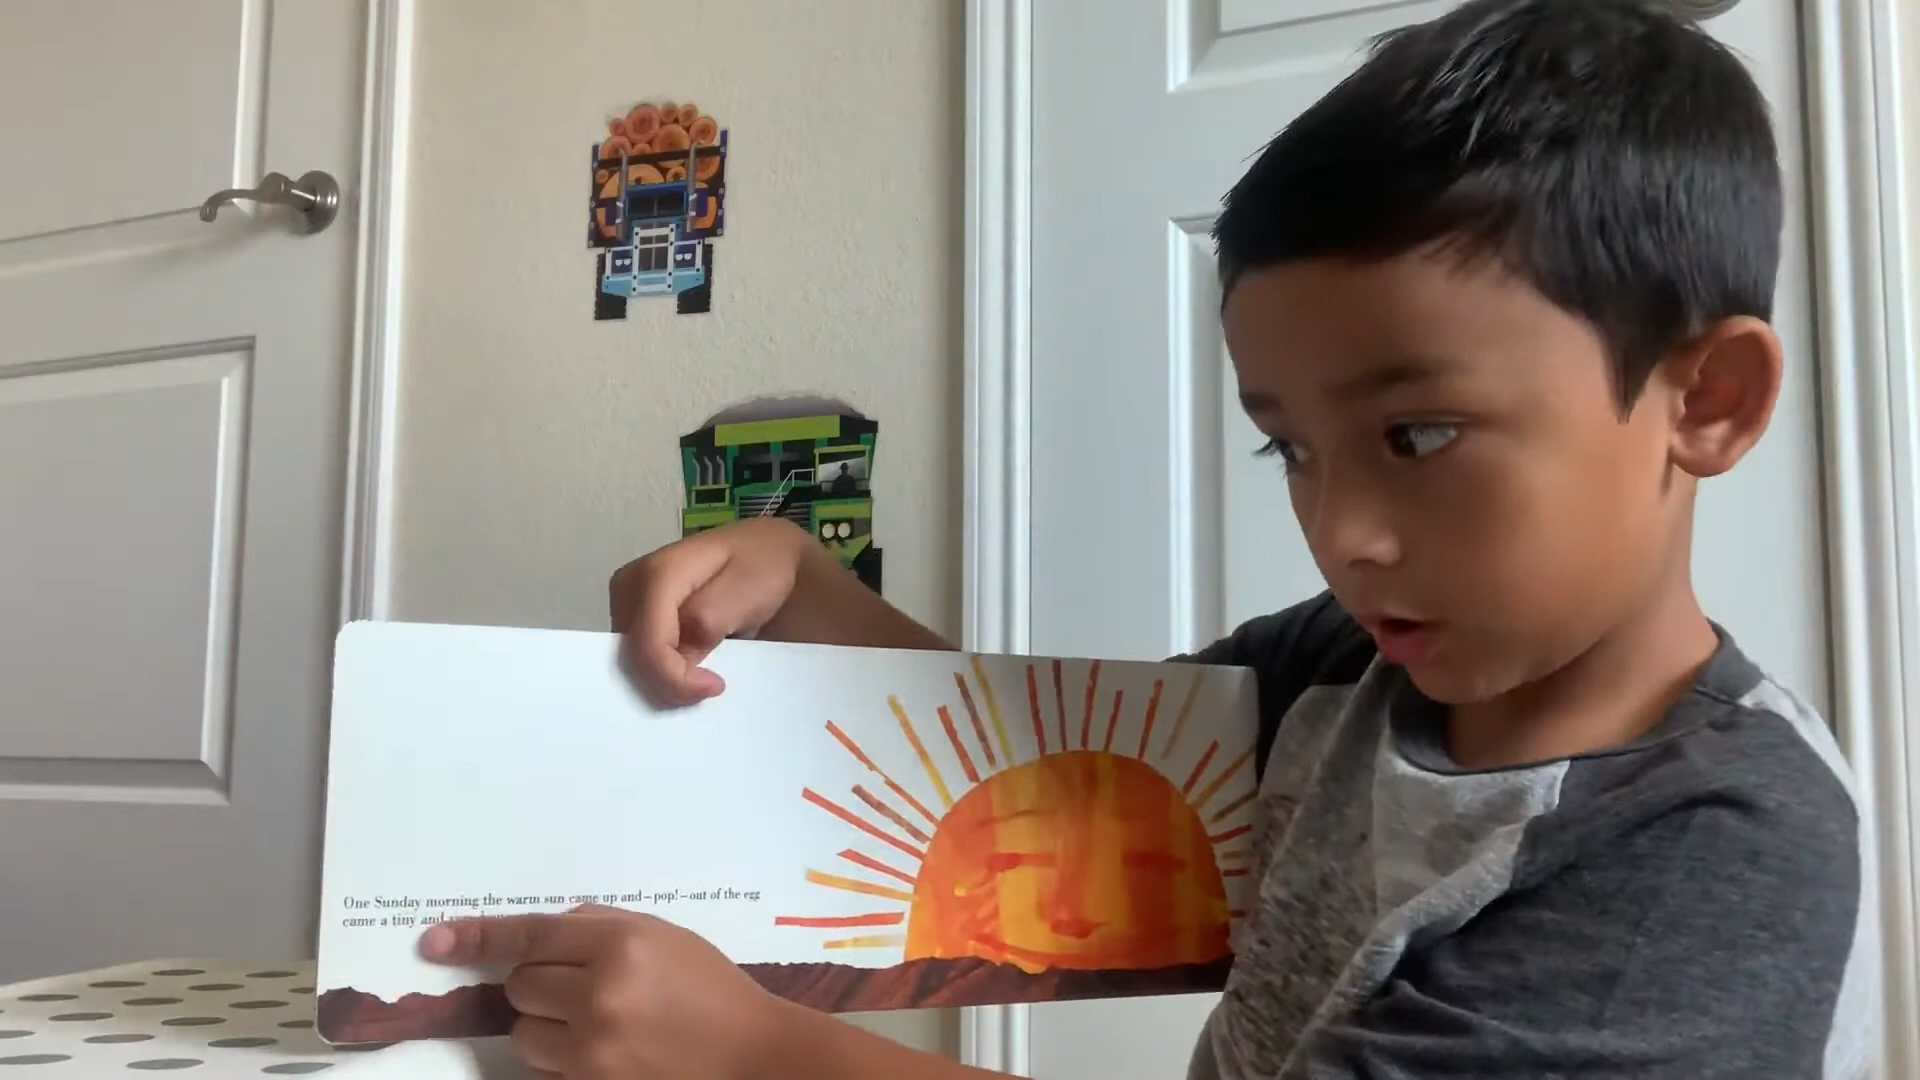 One Sunday morning the warm sun came up and–pop!–out of the egg
came a tiny and